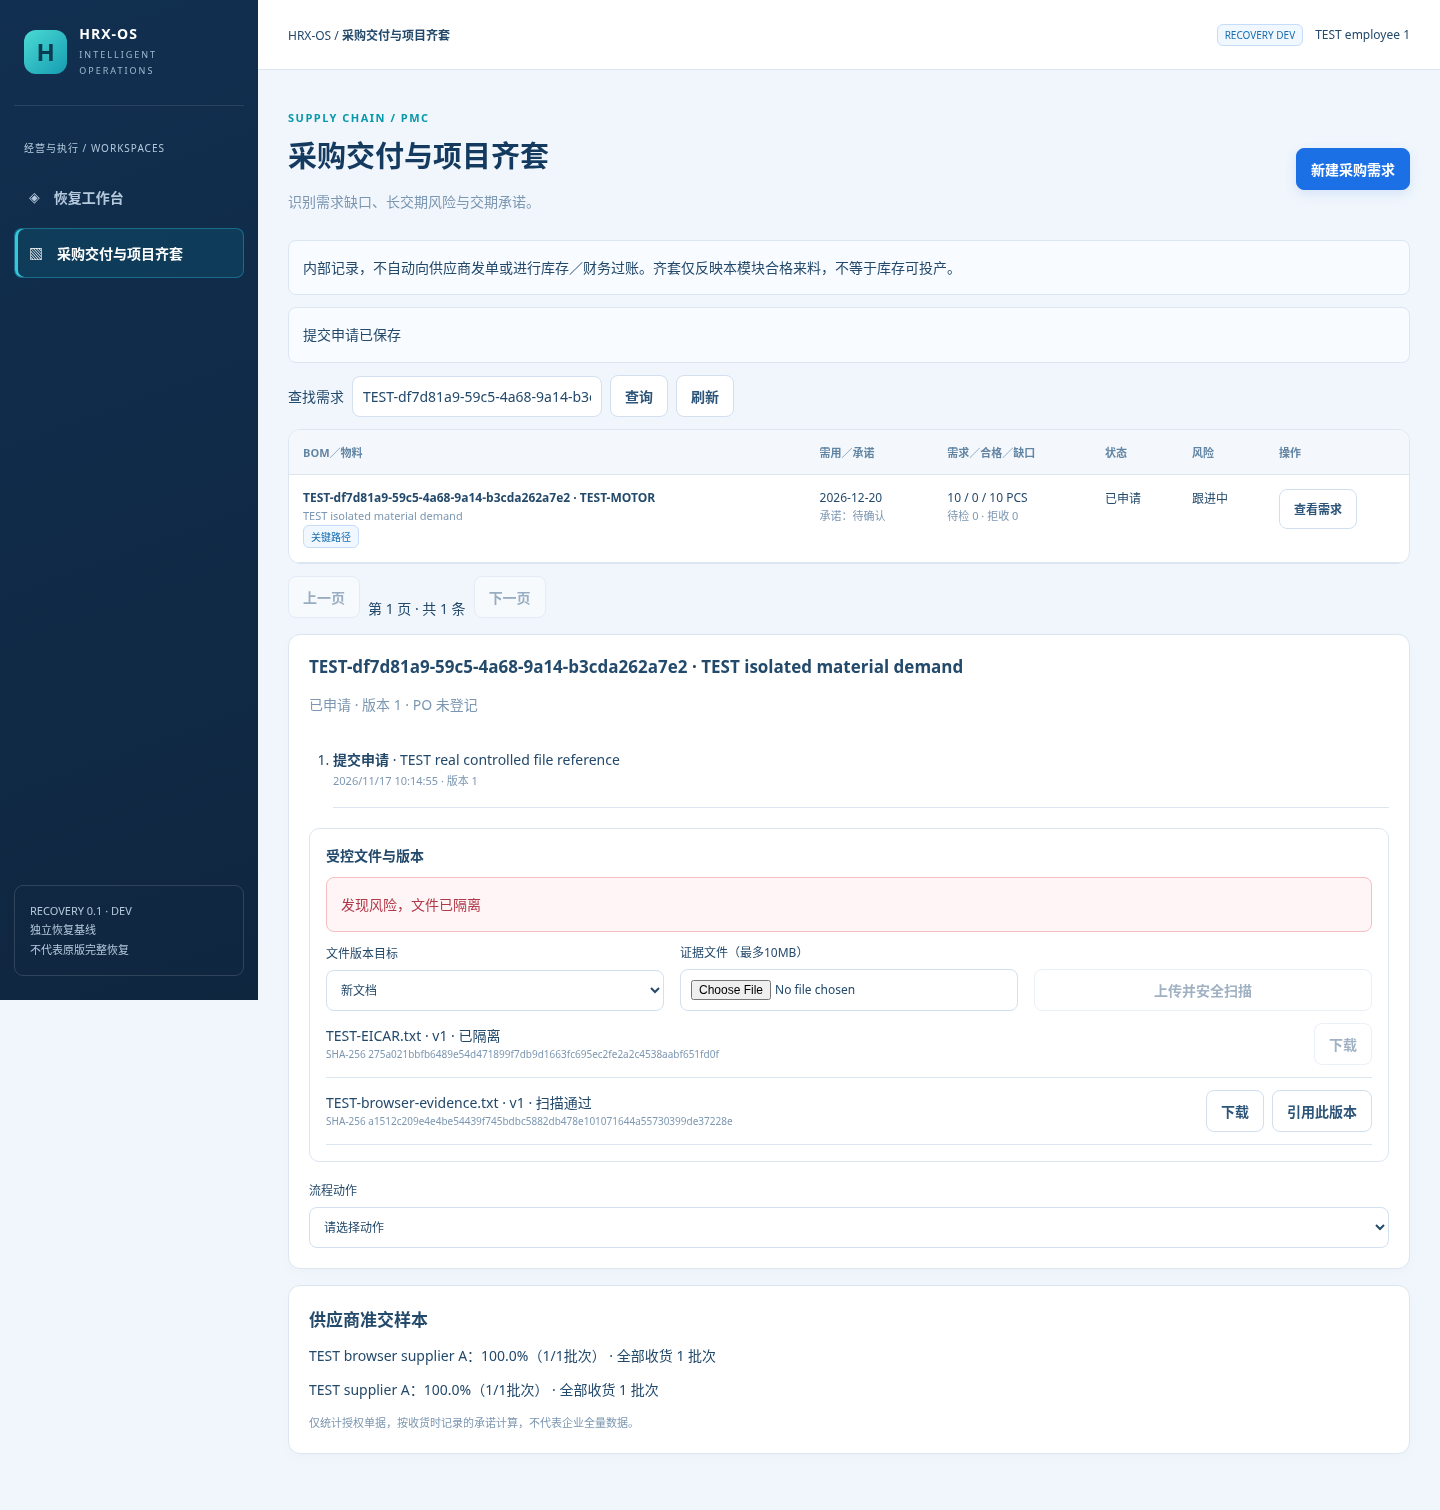 H
HRX-OS
INTELLIGENT
OPERATIONS
经营与执行 / WORKSPACES
恢复工作台
采购交付与项目齐套
RECOVERY 0.1 · DEV
独立恢复基线
不代表原版完整恢复
HRX-OS / 采购交付与项目齐套
RECOVERY DEV TEST employee 1
SUPPLY CHAIN / PMC
采购交付与项目齐套
新建采购需求
识别需求缺口、长交期风险与交期承诺。
内部记录，不自动向供应商发单或进行库存／财务过账。齐套仅反映本模块合格来料，不等于库存可投产。
提交申请已保存
查找需求 TEST-df7d81a9-59c5-4a68-9a14-b3 查询 刷新
BOM／物料 需用／承诺 需求／合格／缺口 状态 风险 操作
TEST-df7d81a9-59c5-4a68-9a14-b3cda262a7e2 · TEST-MOTOR 2026-12-20 10 / 0 / 10 PCS 已申请 跟进中 查看需求
TEST isolated material demand 承诺：待确认 待检 0 · 拒收 0
关键路径
上一页 第 1 页 · 共 1 条 下一页
TEST-df7d81a9-59c5-4a68-9a14-b3cda262a7e2 · TEST isolated material demand
已申请 · 版本 1 · PO 未登记
1. 提交申请 · TEST real controlled file reference
2026/11/17 10:14:55 · 版本 1
受控文件与版本
发现风险，文件已隔离
文件版本目标 证据文件（最多10MB）
新文档 Choose File No file chosen 上传并安全扫描
TEST-EICAR.txt · v1 · 已隔离 下载
SHA-256 275a021bbfb6489e54d471899f7db9d1663fc695ec2fe2a2c4538aabf651fd0f
TEST-browser-evidence.txt · v1 · 扫描通过 下载 引用此版本
SHA-256 a1512c209e4e4be54439f745bdbc5882db478e101071644a55730399de37228e
流程动作
请选择动作
供应商准交样本
TEST browser supplier A：100.0%（1/1批次） · 全部收货 1 批次
TEST supplier A：100.0%（1/1批次） · 全部收货 1 批次
仅统计授权单据，按收货时记录的承诺计算，不代表企业全量数据。